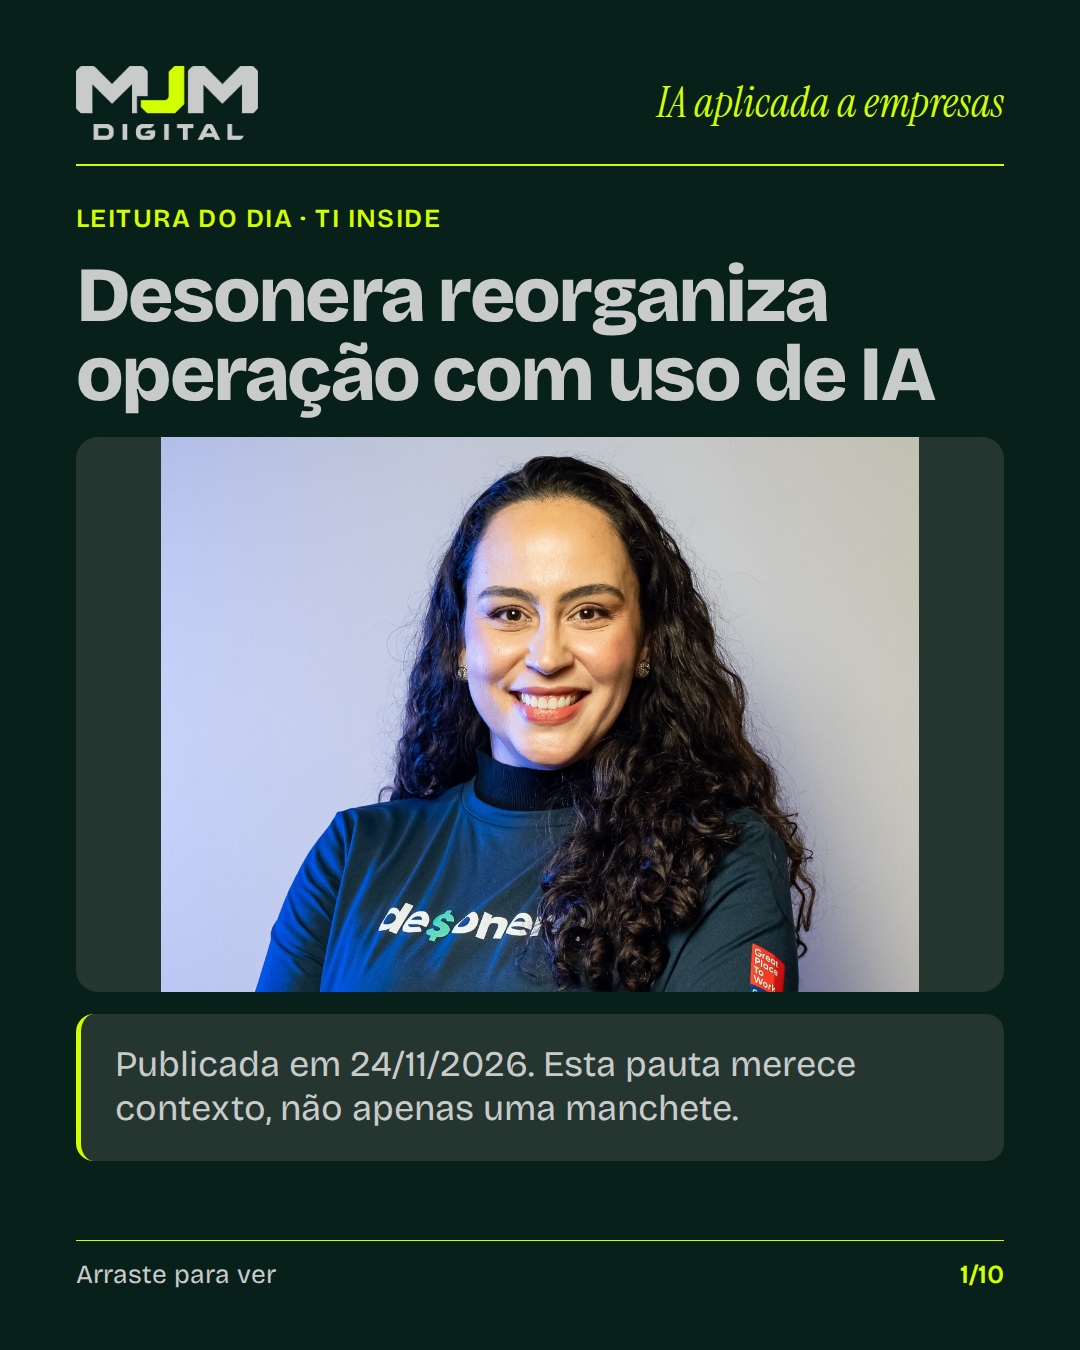 MJM
DIGITAL
IA aplicada a empresas
LEITURA DO DIA · TI INSIDE
Desonera reorganiza
operação com uso de IA
de$oner
Great
Place
To
Work
Publicada em 24/11/2026. Esta pauta merece
contexto, não apenas uma manchete.
Arraste para ver
1/10